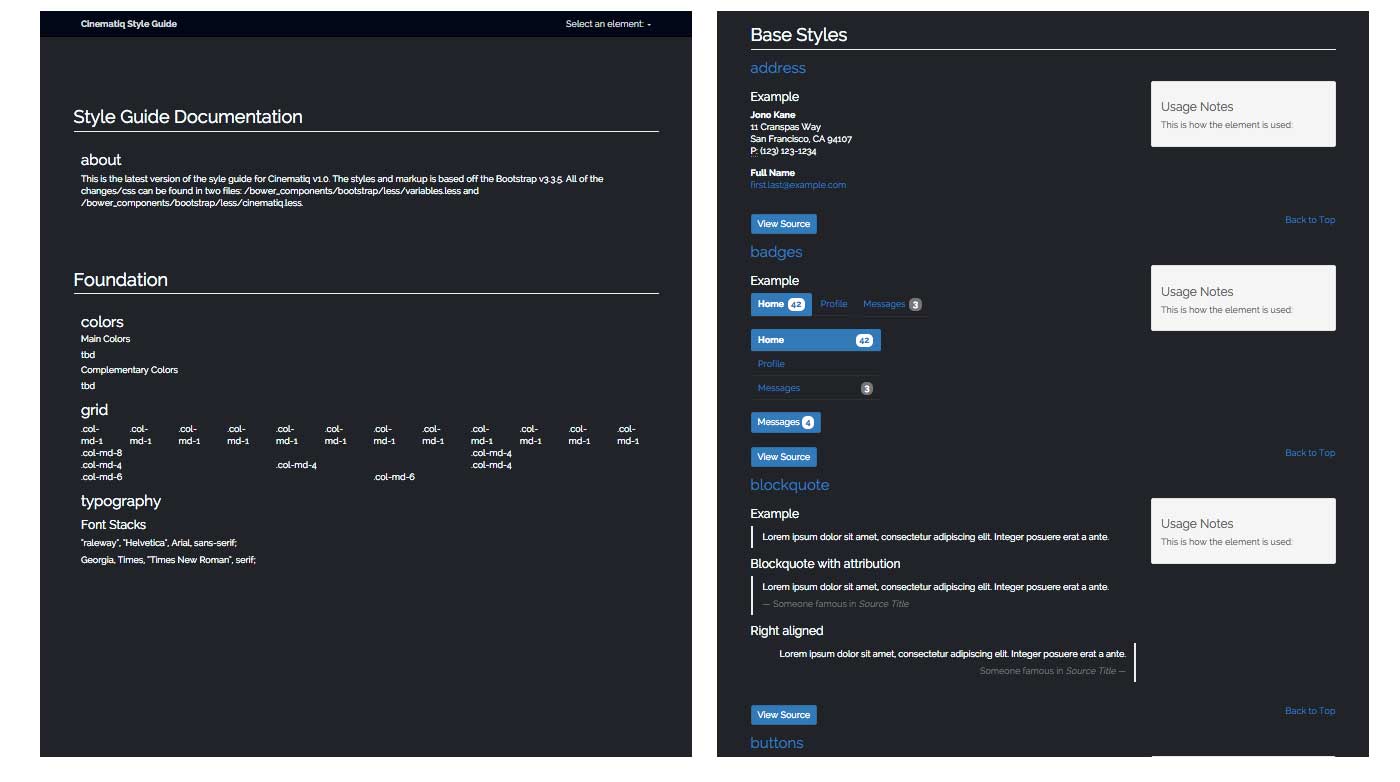 Cinematiq Style Guide
Select an element:
Style Guide Documentation
about
This is the latest version of the syle guide for Cinematiq v1.0. The styles and markup is based off the Bootstrap v3.3.5. All of the
changes/css can be found in two files: /bower_components/bootstrap/less/variables.less and
/bower_components/bootstrap/less/cinematiq.less.
Foundation
colors
Main Colors
tbd
Complementary Colors
tbd
grid
.col- .col- .col- .col- .col- .col- .col- .col- .col- .col- .col- .col-
md-1 md-1 md-1 md-1 md-1 md-1 md-1 md-1 md-1 md-1 md-1 md-1
.col-md-8 .col-md-4
.col-md-4 .col-md-4 .col-md-4
.col-md-6 .col-md-6
typography
Font Stacks
"raleway", "Helvetica", Arial, sans-serif;
Georgia, Times, "Times New Roman", serif;
Base Styles
address
Example
Jono Kane
11 Cranspas Way
San Francisco, CA 94107
P: (123) 123-1234
Full Name
first.last@example.com
Usage Notes
This is how the element is used:
View Source
Back to Top
badges
Example
Home 42 Profile Messages 3
Home 42
Profile
Messages 3
Messages 4
Usage Notes
This is how the element is used:
View Source
Back to Top
blockquote
Example
Lorem ipsum dolor sit amet, consectetur adipiscing elit. Integer posuere erat a ante.
Blockquote with attribution
Lorem ipsum dolor sit amet, consectetur adipiscing elit. Integer posuere erat a ante.
— Someone famous in Source Title
Right aligned
Lorem ipsum dolor sit amet, consectetur adipiscing elit. Integer posuere erat a ante.
Someone famous in Source Title —
Usage Notes
This is how the element is used:
View Source
Back to Top
buttons